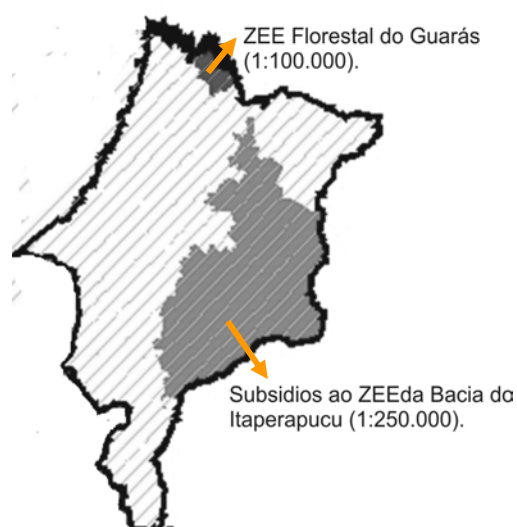 ZEE Florestal do Guarás
(1:100.000).
Subsidios ao ZEEda Bacia do
Itaperapucu (1:250.000).